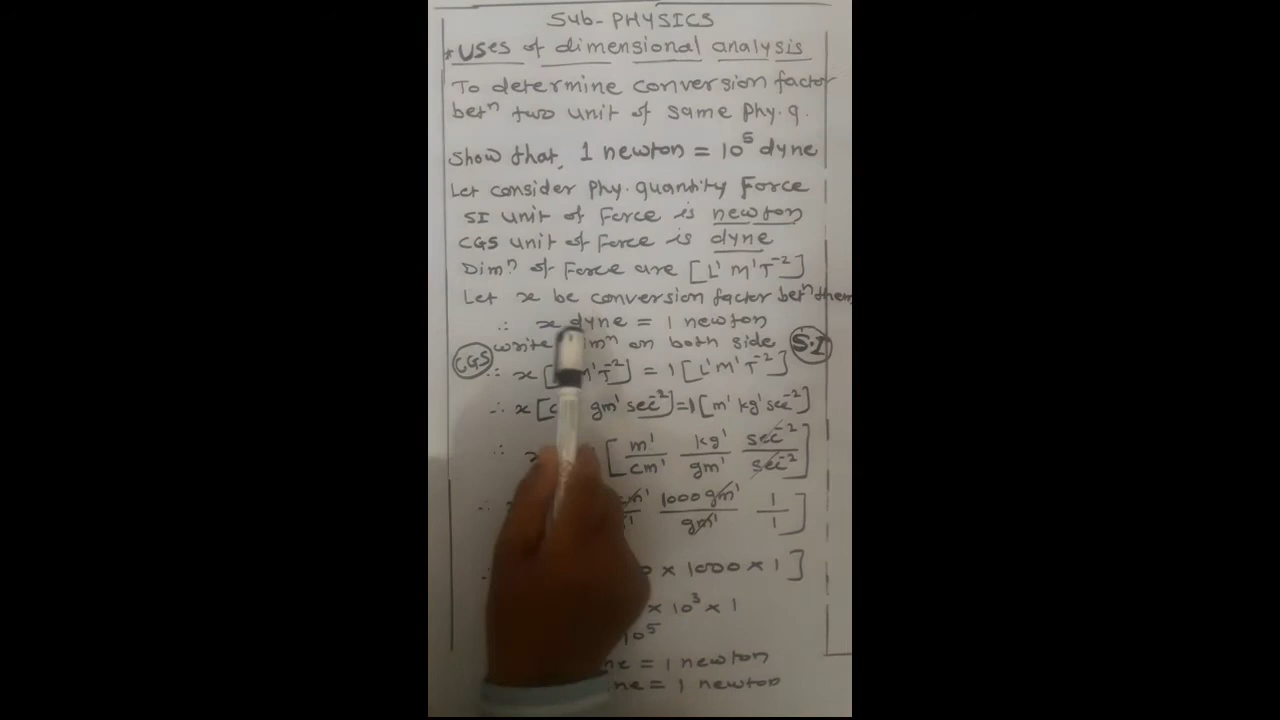 Sub- PHYSICS
* Uses of dimensional analysis
To determine conversion factor
betⁿ two unit of same phy. q.
Show that, 1 newton = 10⁵ dyne
Let consider Phy. quantity Force
SI unit of Force is newton
CGS unit of Force is dyne
Dimⁿ of Force are [L¹ M¹ T⁻²]
Let x be conversion factor betⁿ them
∴ x dyne = 1 newton
write on both side
CGS S.I
∴ x [ M¹ T⁻²] = 1 [L¹ M¹ T⁻²]
∴ x [ gm¹ sec⁻²] = 1 [m¹ kg¹ sec⁻²]
∴ [m¹/cm¹ kg¹/gm¹ sec⁻²/sec⁻²]
∴ 1000 gm¹/gm¹ 1/1]
x 1000 x 1]
x 10³ x 1
10⁵
= 1 newton
= 1 newton